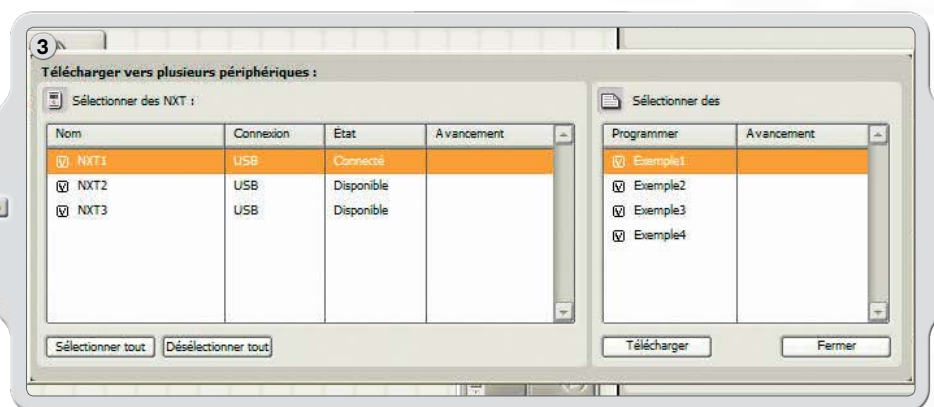 3
Télécharger vers plusieurs périphériques :
Sélectionner des NXT :
Nom Connexion État Avancement
NXT1 USB Connecté
NXT2 USB Disponible
NXT3 USB Disponible
Sélectionner tout Désélectionner tout
Sélectionner des
Programmer Avancement
Exemple1
Exemple2
Exemple3
Exemple4
Télécharger Fermer